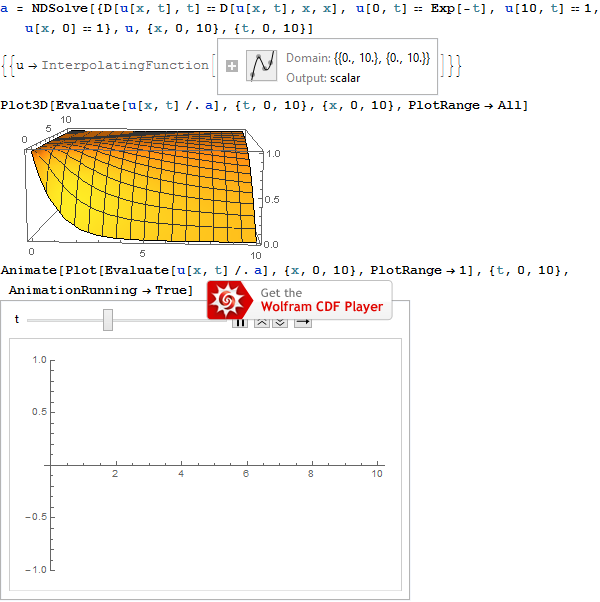 a = NDSolve[{D[u[x, t], t] == D[u[x, t], x, x], u[0, t] == Exp[-t], u[10, t] == 1,
u[x, 0] == 1}, u, {x, 0, 10}, {t, 0, 10}]
{{u → InterpolatingFunction[ Domain: {{0., 10.}, {0., 10.}} ]}}
Output: scalar
Plot3D[Evaluate[u[x, t] /. a], {t, 0, 10}, {x, 0, 10}, PlotRange → All]
10
5
0
1.0
0.5
0.0
0
5
10
Animate[Plot[Evaluate[u[x, t] /. a], {x, 0, 10}, PlotRange → 1], {t, 0, 10},
AnimationRunning → True]
Get the
Wolfram CDF Player
t
1.0
0.5
2 4 6 8 10
-0.5
-1.0